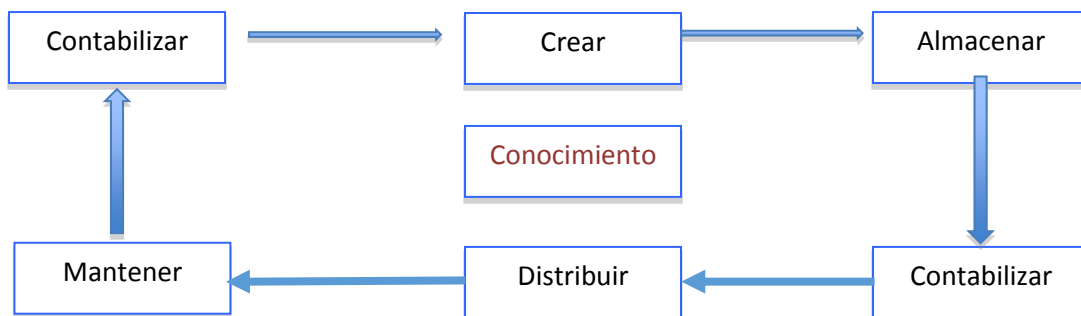 Contabilizar
Crear
Almacenar
Conocimiento
Mantener
Distribuir
Contabilizar